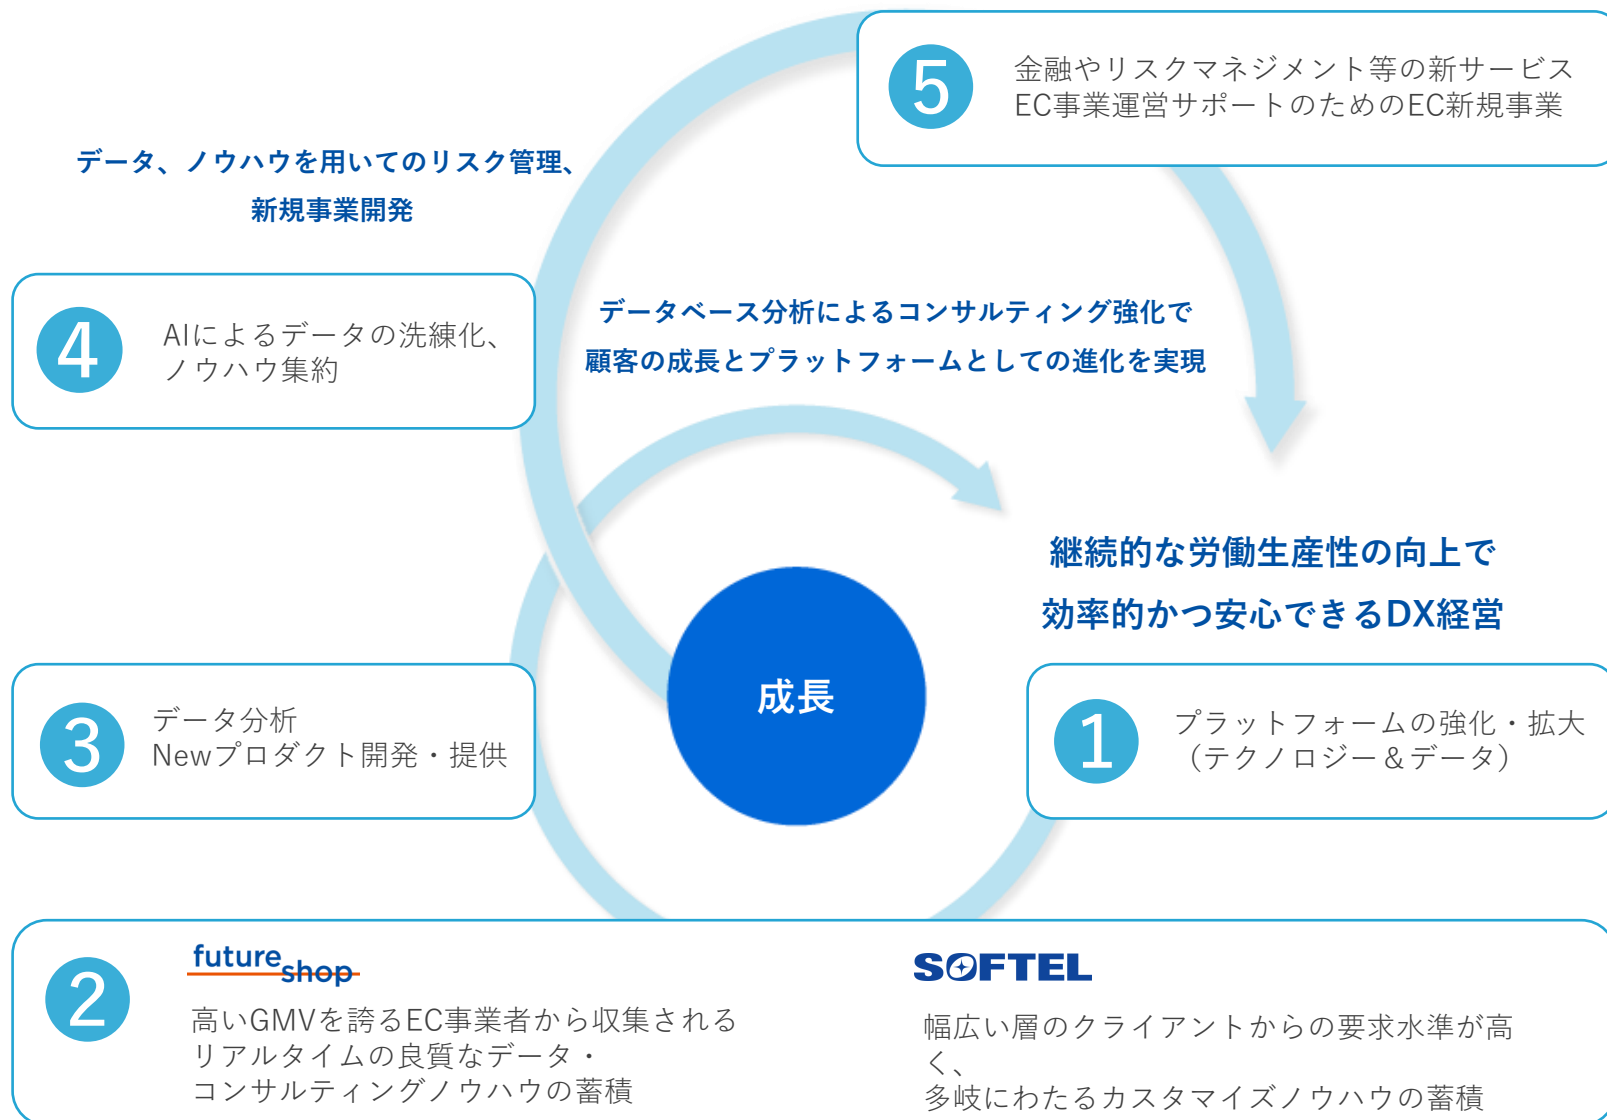 5
金融やリスクマネジメント等の新サービス
EC事業運営サポートのためのEC新規事業
データ、ノウハウを用いてのリスク管理、
新規事業開発
4
AIによるデータの洗練化、
ノウハウ集約
データベース分析によるコンサルティング強化で
顧客の成長とプラットフォームとしての進化を実現
継続的な労働生産性の向上で
効率的かつ安心できるDX経営
成長
3
データ分析
Newプロダクト開発・提供
1
プラットフォームの強化・拡大
（テクノロジー＆データ）
2
future
shop
高いGMVを誇るEC事業者から収集される
リアルタイムの良質なデータ・
コンサルティングノウハウの蓄積
SOFTEL
幅広い層のクライアントからの要求水準が高
く、
多岐にわたるカスタマイズノウハウの蓄積